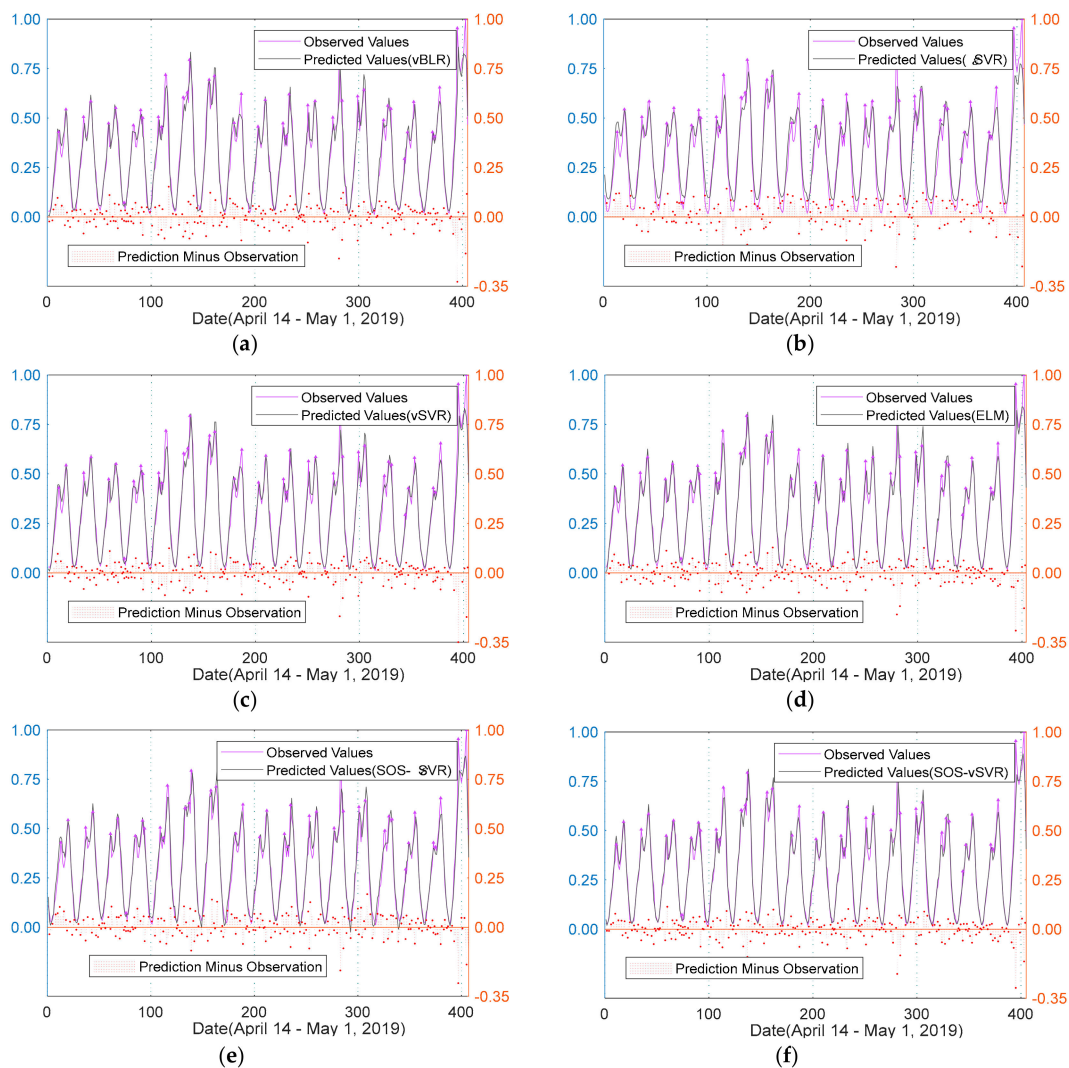 1.00
0.75
0.50
0.25
0.00
1.00
0.75
0.50
0.25
0.00
-0.35
Observed Values
Predicted Values(vBLR)
Prediction Minus Observation
0 100 200 300 400
Date(April 14 - May 1, 2019)
(a)
1.00
0.75
0.50
0.25
0.00
1.00
0.75
0.50
0.25
0.00
-0.35
Observed Values
Predicted Values( SVR)
Prediction Minus Observation
0 100 200 300 400
Date(April 14 - May 1, 2019)
(b)
1.00
0.75
0.50
0.25
0.00
1.00
0.75
0.50
0.25
0.00
-0.35
Observed Values
Predicted Values(vSVR)
Prediction Minus Observation
0 100 200 300 400
Date(April 14 - May 1, 2019)
(c)
1.00
0.75
0.50
0.25
0.00
1.00
0.75
0.50
0.25
0.00
-0.35
Observed Values
Predicted Values(ELM)
Prediction Minus Observation
0 100 200 300 400
Date(April 14 - May 1, 2019)
(d)
1.00
0.75
0.50
0.25
0.00
1.00
0.75
0.50
0.25
0.00
-0.35
Observed Values
Predicted Values(SOS- SVR)
Prediction Minus Observation
0 100 200 300 400
Date(April 14 - May 1, 2019)
(e)
1.00
0.75
0.50
0.25
0.00
1.00
0.75
0.50
0.25
0.00
-0.35
Observed Values
Predicted Values(SOS-vSVR)
Prediction Minus Observation
0 100 200 300 400
Date(April 14 - May 1, 2019)
(f)